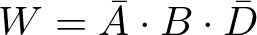 W = Ā · B · D̄